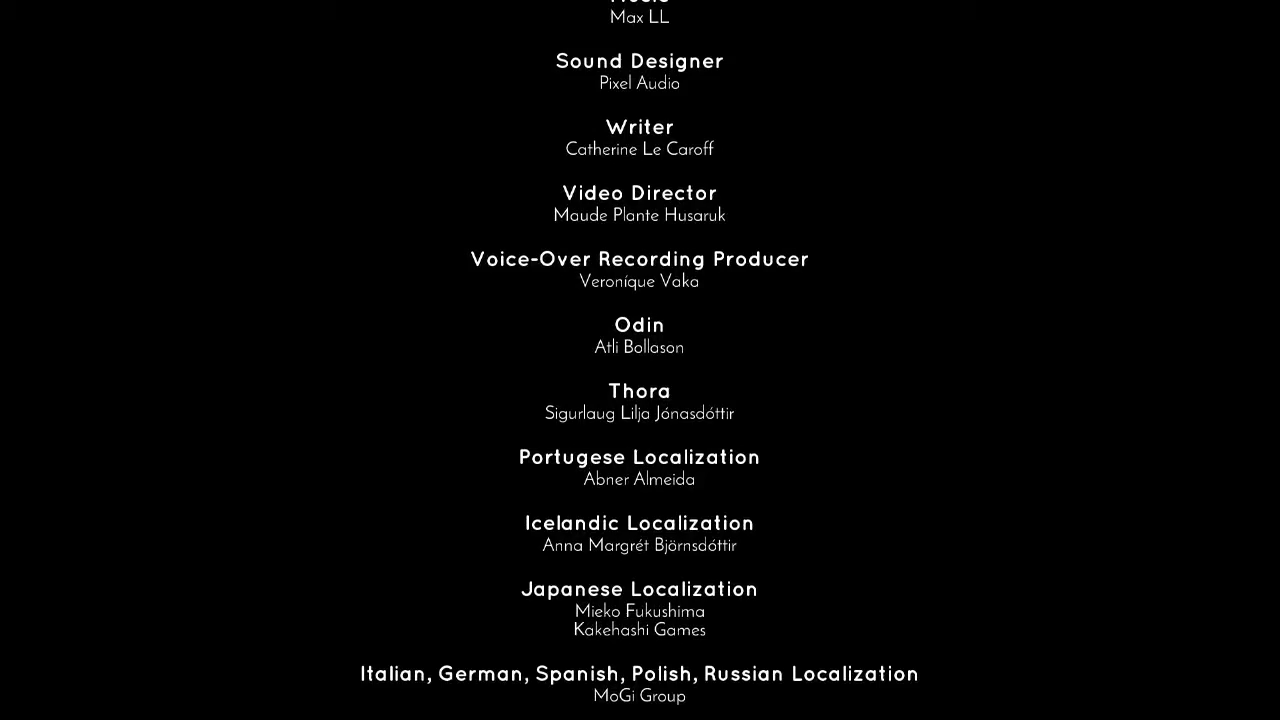 Max LL
Sound Designer
Pixel Audio
Writer
Catherine Le Caroff
Video Director
Maude Plante Husaruk
Voice-Over Recording Producer
Veroníque Vaka
Odin
Atli Bollason
Thora
Sigurlaug Lilja Jónasdóttir
Portugese Localization
Abner Almeida
Icelandic Localization
Anna Margrét Björnsdóttir
Japanese Localization
Mieko Fukushima
Kakehashi Games
Italian, German, Spanish, Polish, Russian Localization
MoGi Group